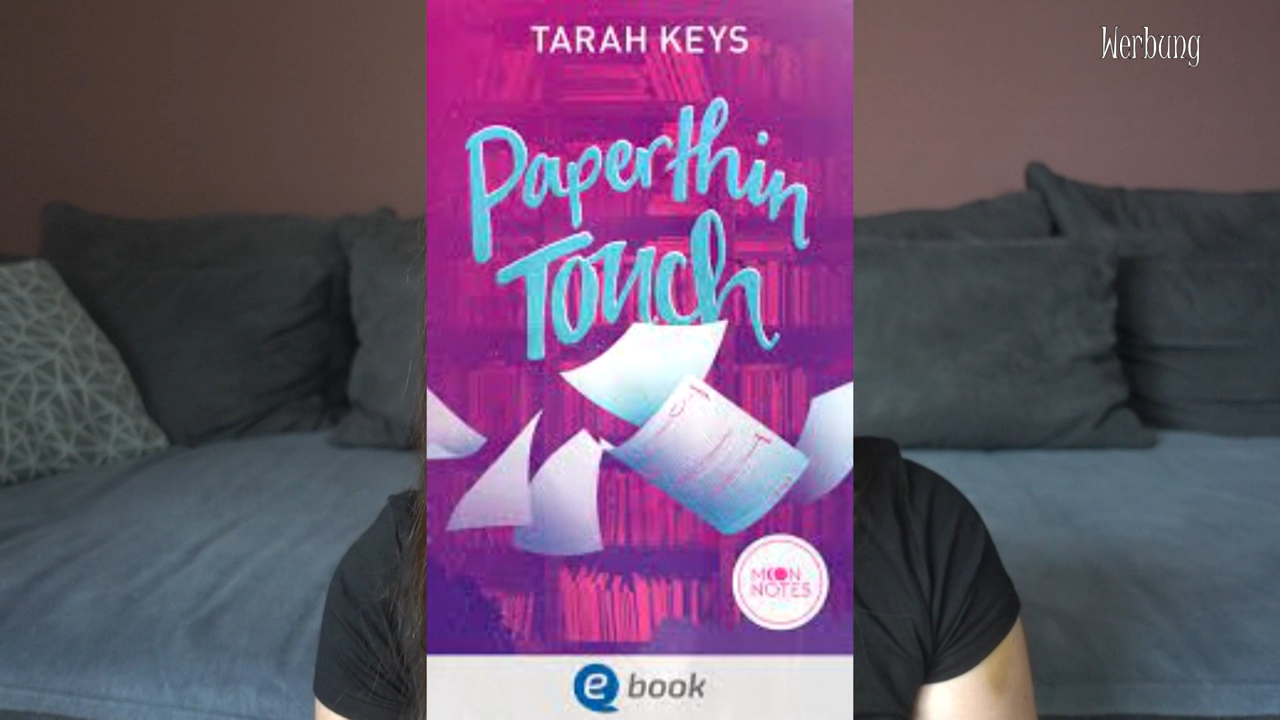 TARAH KEYS
Werbung
Paperthin
Touch
MOON
NOTES
e book